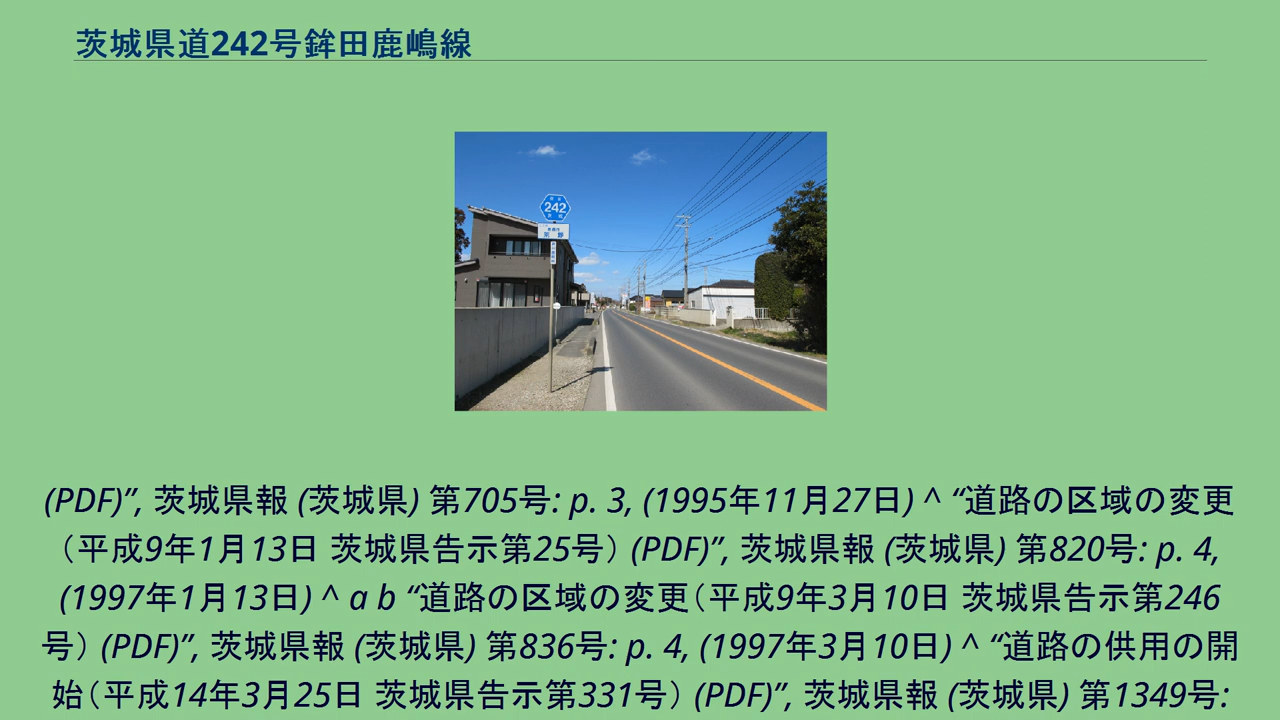 茨城県道242号鉾田鹿嶋線
242
(PDF)”, 茨城県報 (茨城県) 第705号: p. 3, (1995年11月27日) ^ “道路の区域の変更
（平成9年1月13日 茨城県告示第25号） (PDF)”, 茨城県報 (茨城県) 第820号: p. 4,
(1997年1月13日) ^ a b “道路の区域の変更（平成9年3月10日 茨城県告示第246
号） (PDF)”, 茨城県報 (茨城県) 第836号: p. 4, (1997年3月10日) ^ “道路の供用の開
始（平成14年3月25日 茨城県告示第331号） (PDF)”, 茨城県報 (茨城県) 第1349号: